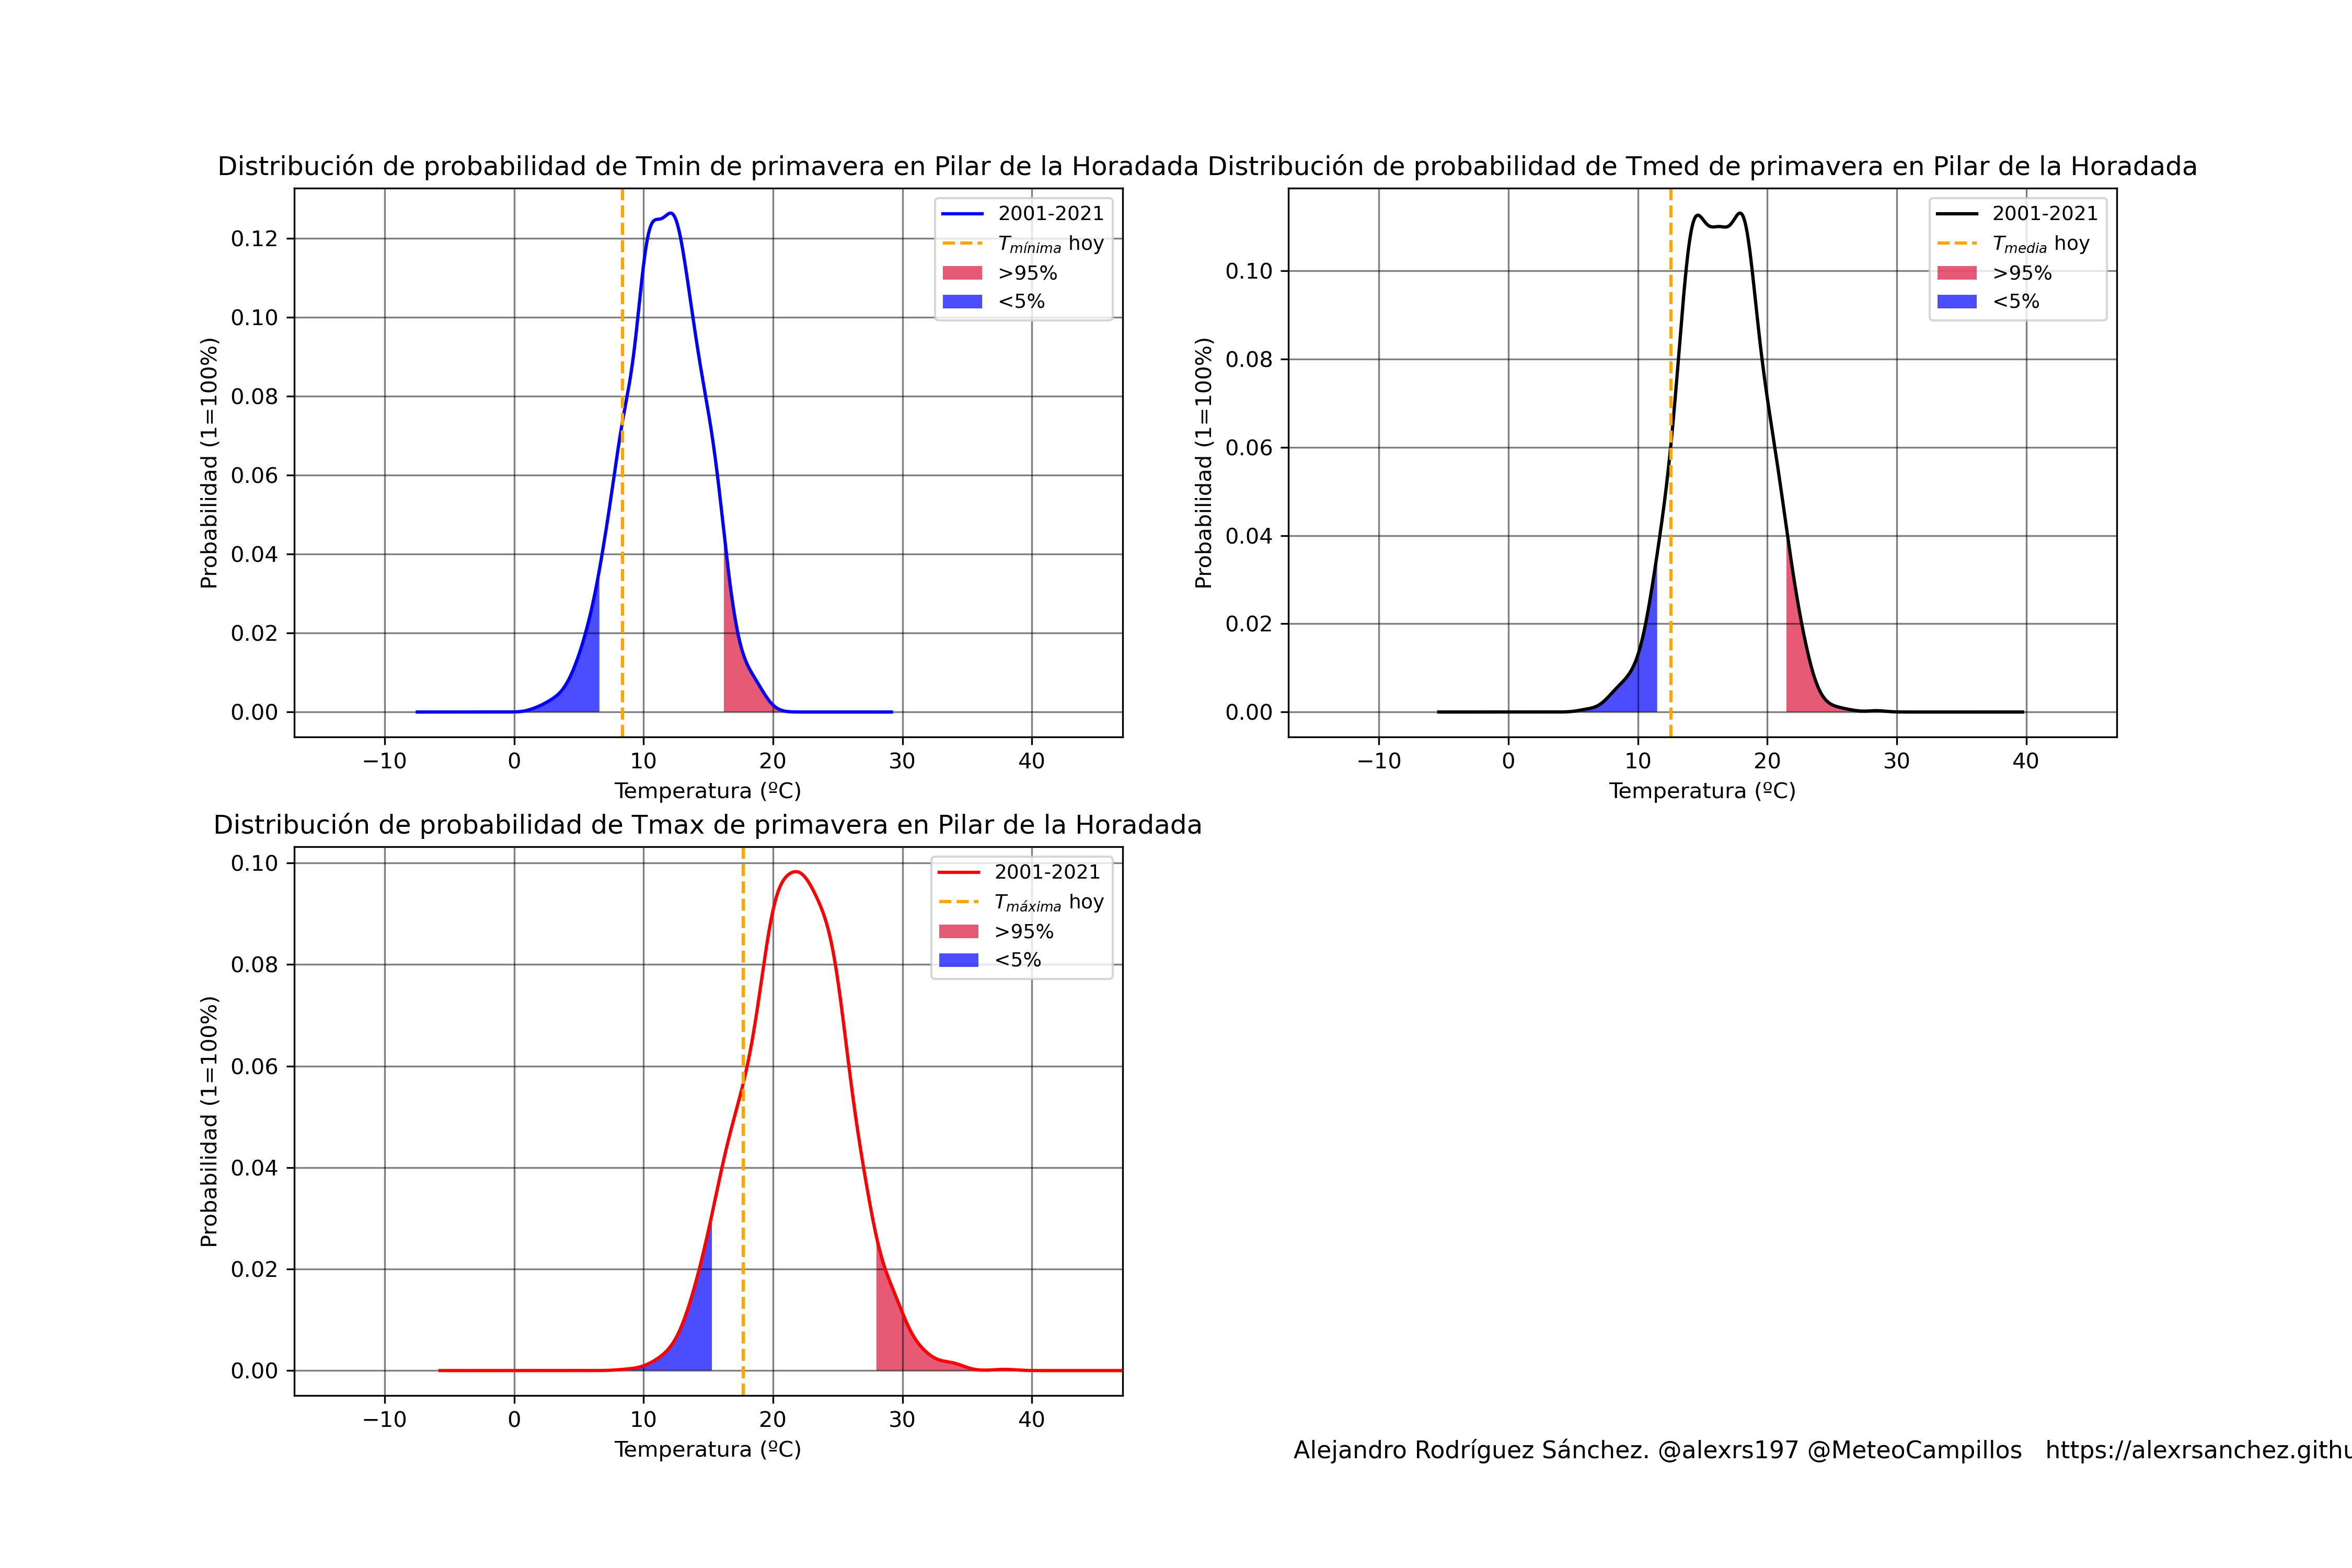 Distribución de probabilidad de Tmin de primavera en Pilar de la Horadada
Probabilidad (1=100%)
0.12
0.10
0.08
0.06
0.04
0.02
0.00
−10 0 10 20 30 40
Temperatura (ºC)
2001-2021
Tmínima hoy
>95%
<5%
Distribución de probabilidad de Tmed de primavera en Pilar de la Horadada
Probabilidad (1=100%)
0.10
0.08
0.06
0.04
0.02
0.00
−10 0 10 20 30 40
Temperatura (ºC)
2001-2021
Tmedia hoy
>95%
<5%
Distribución de probabilidad de Tmax de primavera en Pilar de la Horadada
Probabilidad (1=100%)
0.10
0.08
0.06
0.04
0.02
0.00
−10 0 10 20 30 40
Temperatura (ºC)
2001-2021
Tmáxima hoy
>95%
<5%
Alejandro Rodríguez Sánchez. @alexrs197 @MeteoCampillos https://alexrsanchez.githu